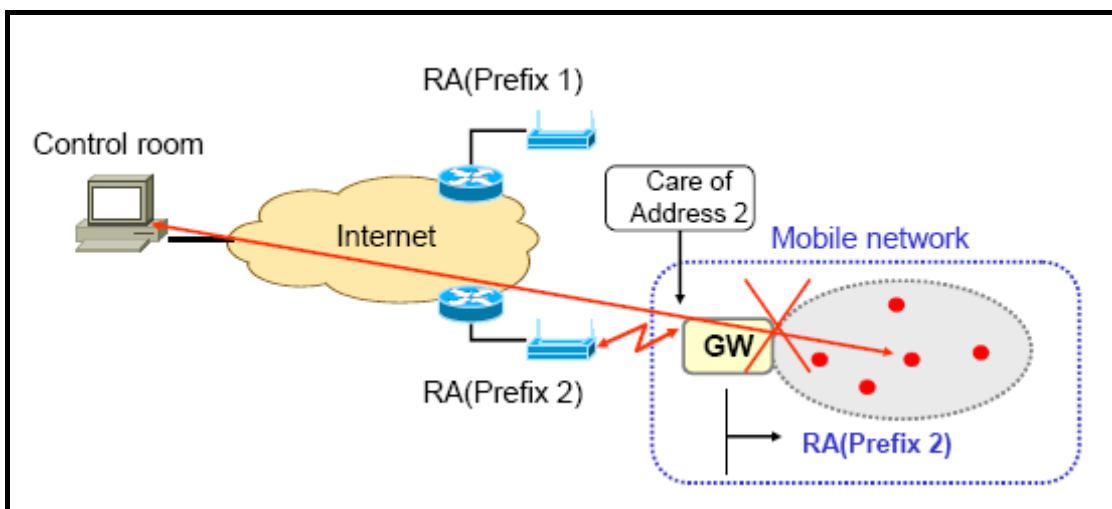 RA(Prefix 1)
Control room
Care of
Address 2
Internet
Mobile network
GW
RA(Prefix 2)
RA(Prefix 2)